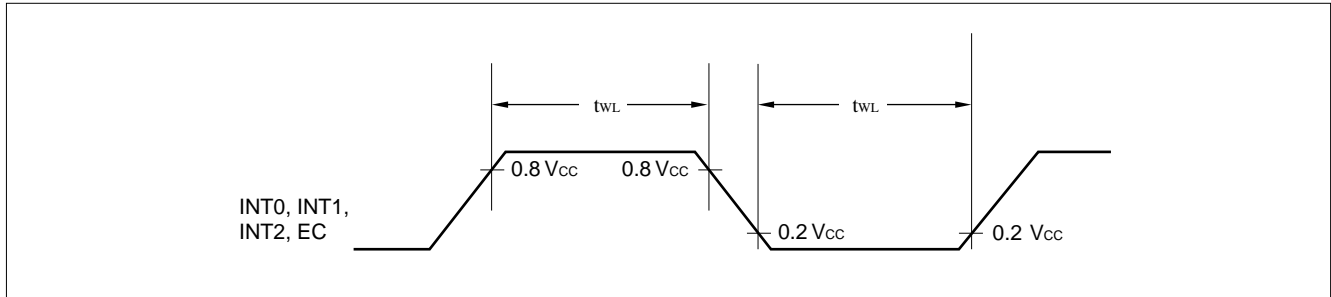 tWL tWL
0.8 VCC 0.8 VCC
INT0, INT1,
INT2, EC
0.2 VCC 0.2 VCC